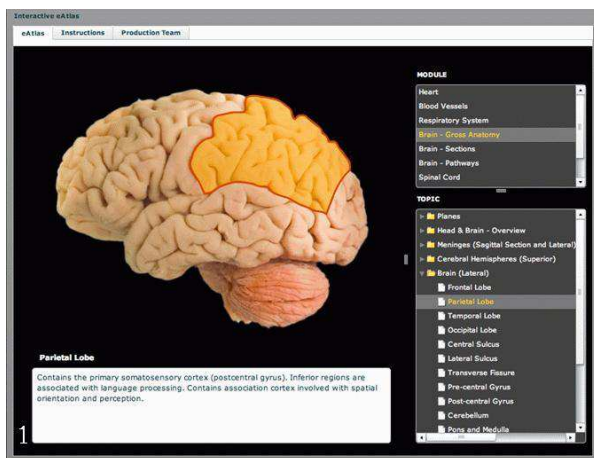 Interactive eAtlas
eAtlas Instructions Production Team
MODULE
Heart
Blood Vessels
Respiratory System
Brain - Gross Anatomy
Brain - Sections
Brain - Pathways
Spinal Cord
TOPIC
Planes
Head & Brain - Overview
Meninges (Sagittal Section and Lateral)
Cerebral Hemispheres (Superior)
Brain (Lateral)
Frontal Lobe
Parietal Lobe
Temporal Lobe
Occipital Lobe
Central Sulcus
Lateral Sulcus
Transverse Fissure
Pre-central Gyrus
Post-central Gyrus
Cerebellum
Pons and Medulla
Parietal Lobe
Contains the primary somatosensory cortex (postcentral gyrus). Inferior regions are
associated with language processing. Contains association cortex involved with spatial
orientation and perception.
1